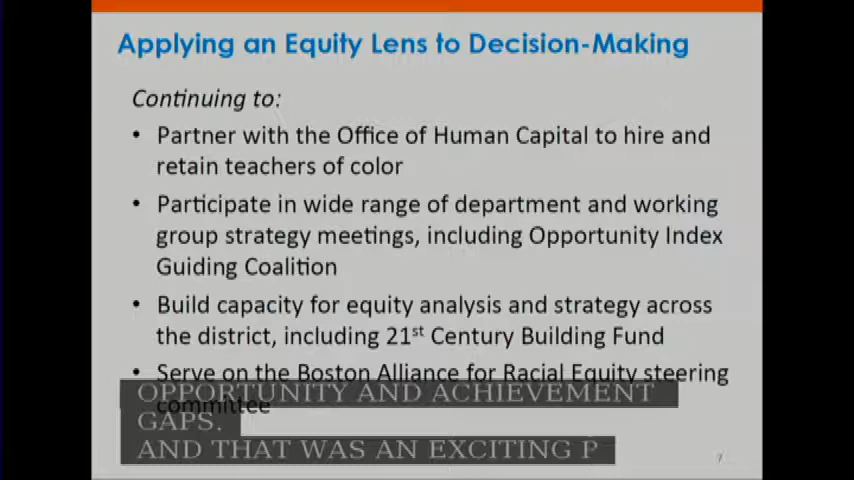 Applying an Equity Lens to Decision-Making
Continuing to:
• Partner with the Office of Human Capital to hire and
retain teachers of color
• Participate in wide range of department and working
group strategy meetings, including Opportunity Index
Guiding Coalition
• Build capacity for equity analysis and strategy across
the district, including 21st Century Building Fund
• Serve on the Boston Alliance for Racial Equity steering
committee
OPPORTUNITY AND ACHIEVEMENT
GAPS.
AND THAT WAS AN EXCITING P
7